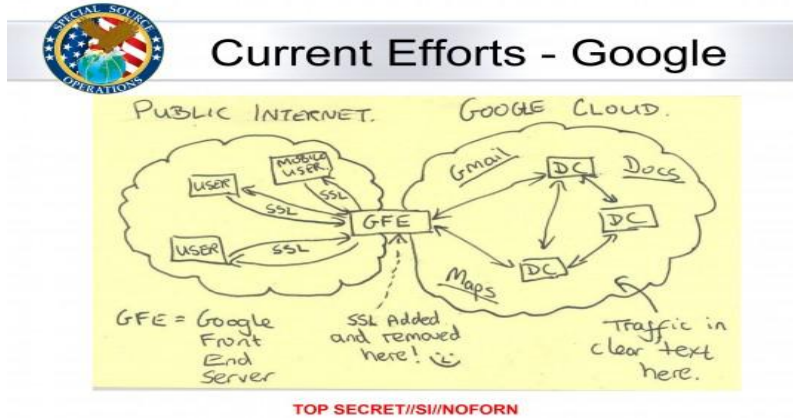 SPECIAL SOURCE
OPERATIONS
Current Efforts - Google
PUBLIC INTERNET.
GOOGLE CLOUD.
MOBILE
USER.
USER
SSL
SSL
USER
SSL
GFE
Gmail
DC
Docs
DC
DC
Maps
GFE = Google
Front
End
Server
SSL Added
and removed
here!
Traffic in
clear text
here.
TOP SECRET//SI//NOFORN